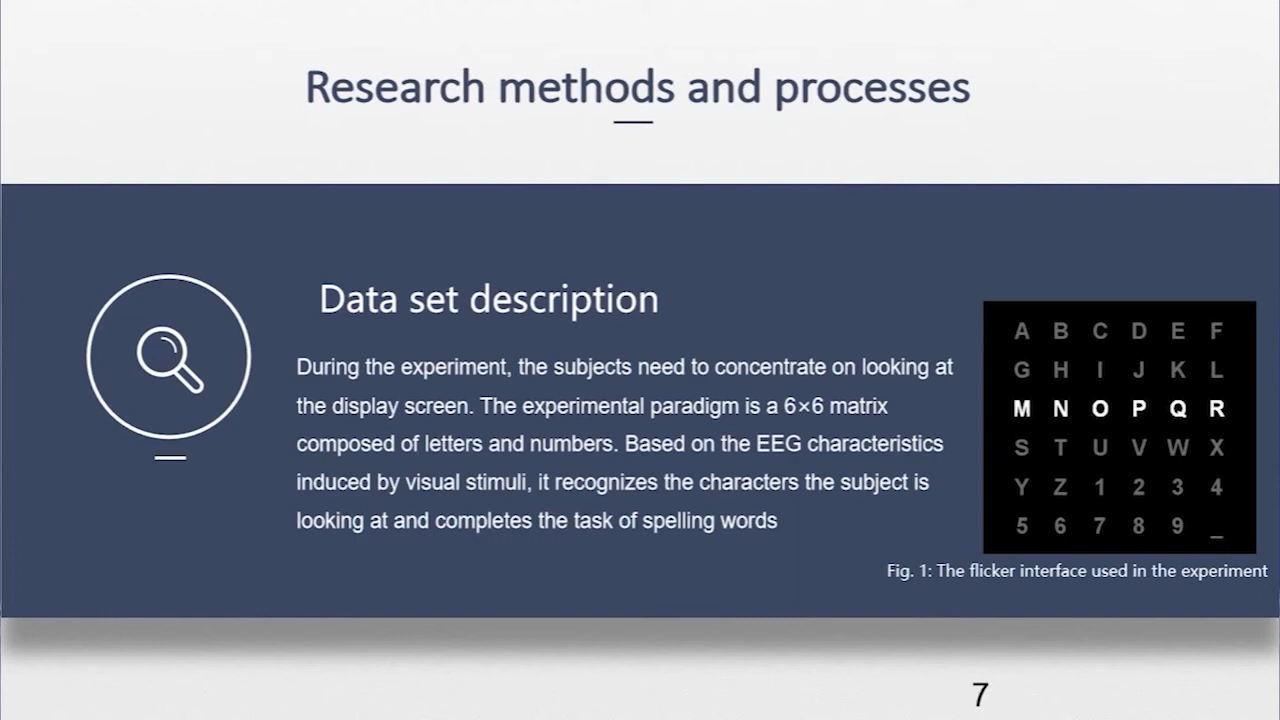 Research methods and processes
Data set description
During the experiment, the subjects need to concentrate on looking at
the display screen. The experimental paradigm is a 6×6 matrix
composed of letters and numbers. Based on the EEG characteristics
induced by visual stimuli, it recognizes the characters the subject is
looking at and completes the task of spelling words
A B C D E F
G H I J K L
M N O P Q R
S T U V W X
Y Z 1 2 3 4
5 6 7 8 9 _
Fig. 1: The flicker interface used in the experiment
7